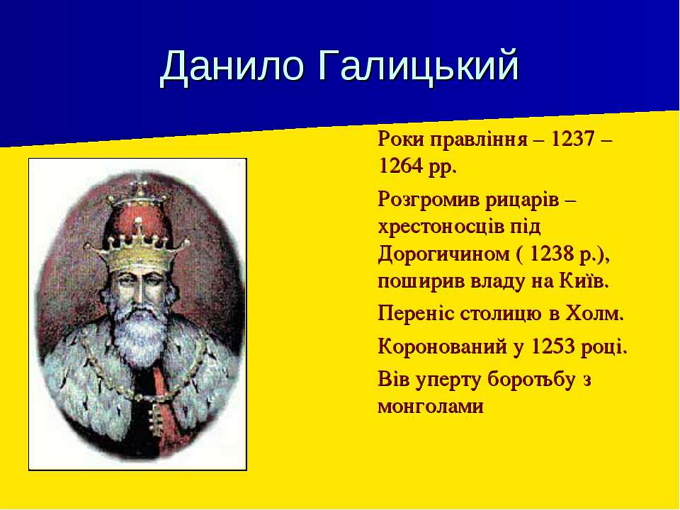 Данило Галицький
Роки правління – 1237 –
1264 рр.
Розгромив рицарів –
хрестоносців під
Дорогичином ( 1238 р.),
поширив владу на Київ.
Переніс столицю в Холм.
Коронований у 1253 році.
Вів уперту боротьбу з
монголами